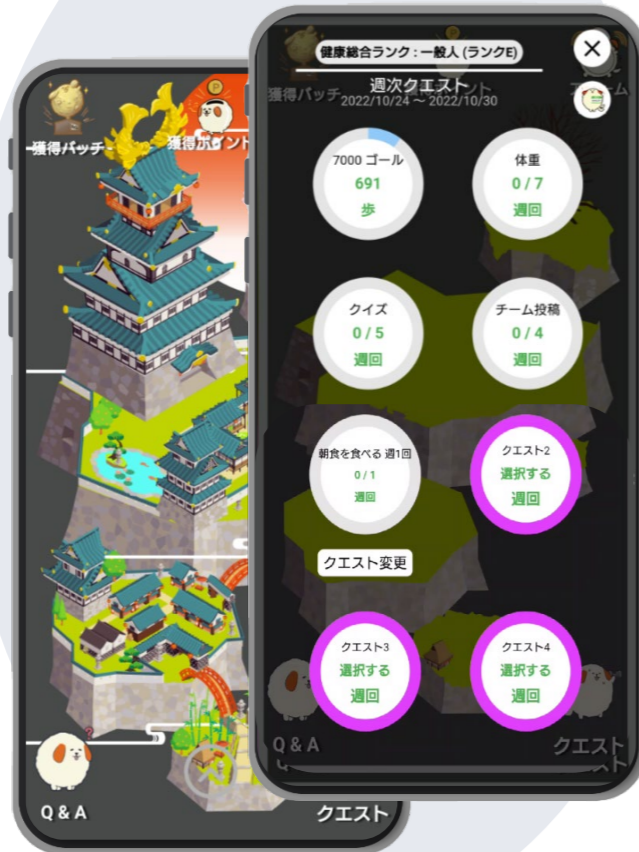 獲得バッチ
獲得ポイント
Q & A
クエスト
健康総合ランク : 一般人 (ランクE)
週次クエスト
獲得バッチ
2022/10/24 ～ 2022/10/30
7000 ゴール
691
歩
体重
0 / 7
週回
クイズ
0 / 5
週回
チーム投稿
0 / 4
週回
朝食を食べる 週1回
0 / 1
週回
クエスト2
選択する
週回
クエスト変更
クエスト3
選択する
週回
クエスト4
選択する
週回
Q & A
クエスト